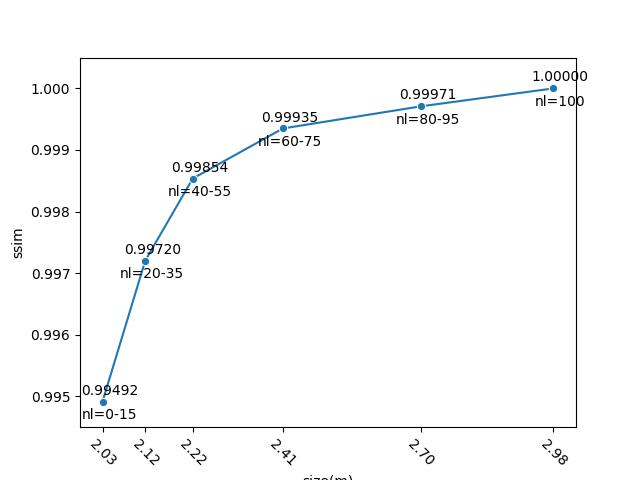 1.000
0.999
0.998
0.997
0.996
0.995
ssim
1.00000
nl=100
0.99971
nl=80-95
0.99935
nl=60-75
0.99854
nl=40-55
0.99720
nl=20-35
0.99492
nl=0-15
2.03
2.12
2.22
2.41
2.70
2.98
size(m)